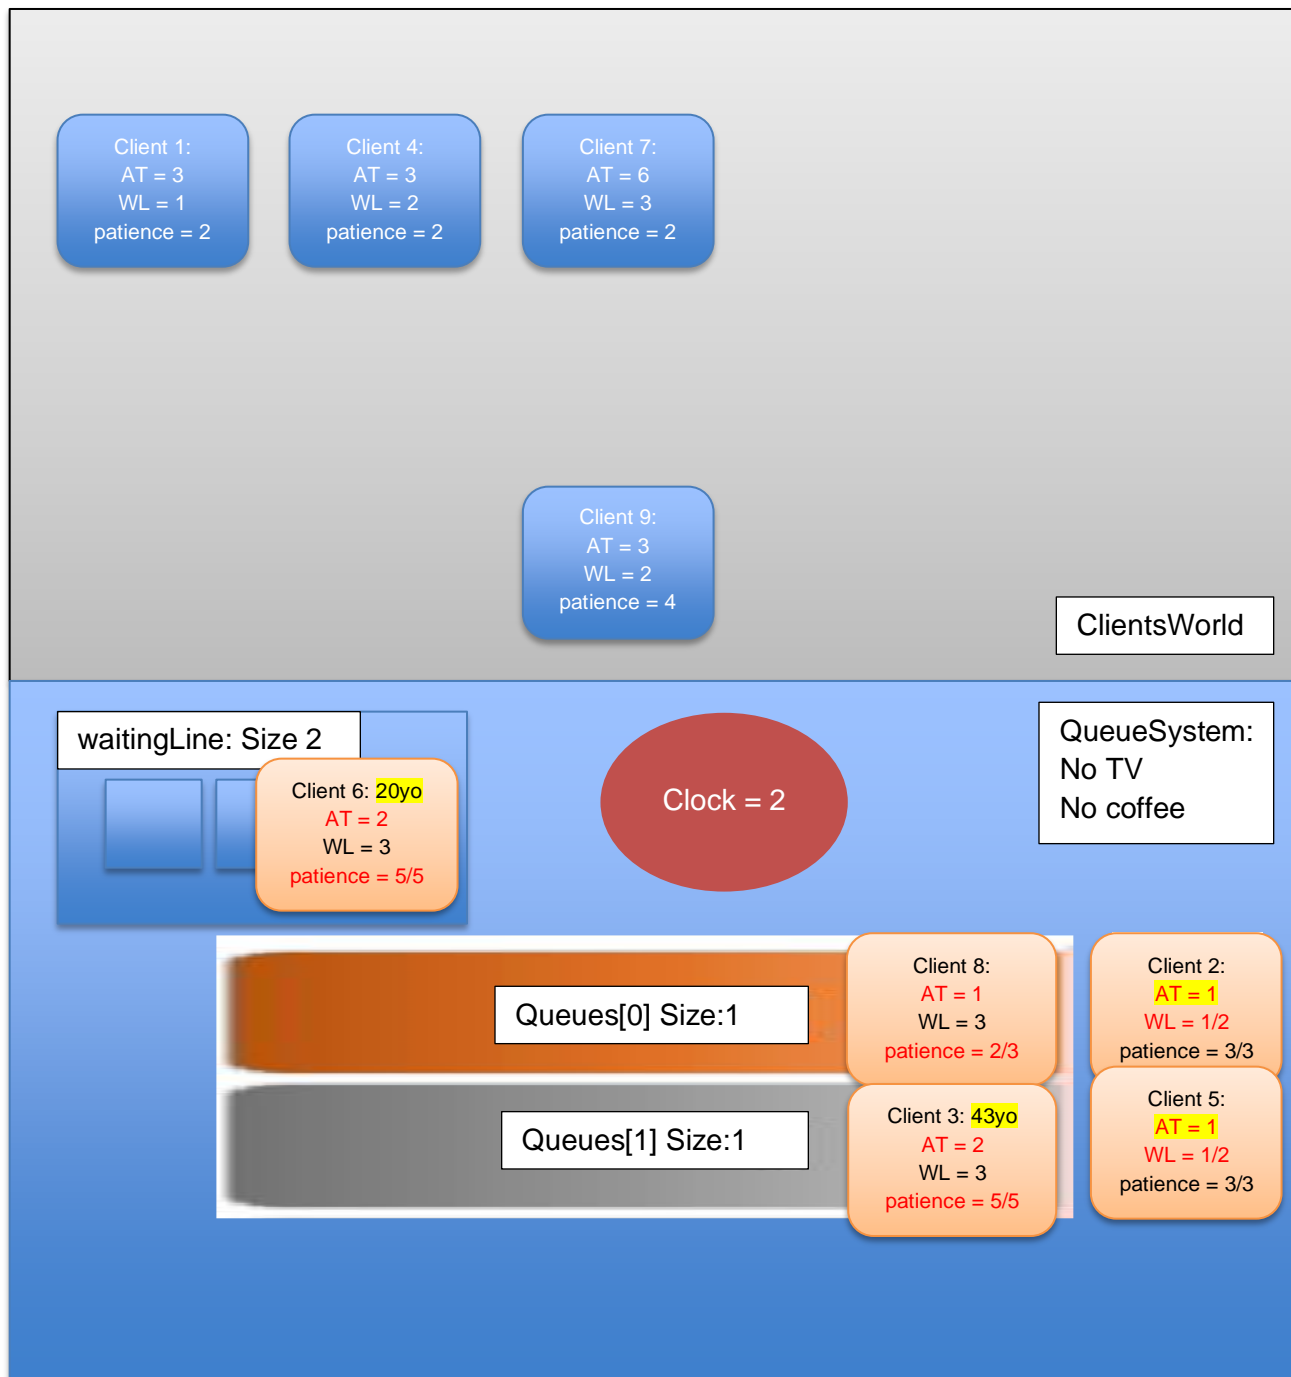 Client 1:
AT = 3
WL = 1
patience = 2
Client 4:
AT = 3
WL = 2
patience = 2
Client 7:
AT = 6
WL = 3
patience = 2
Client 9:
AT = 3
WL = 2
patience = 4
ClientsWorld
waitingLine: Size 2
Client 6: 20yo
AT = 2
WL = 3
patience = 5/5
Clock = 2
QueueSystem:
No TV
No coffee
Queues[0] Size:1
Client 8:
AT = 1
WL = 3
patience = 2/3
Client 2:
AT = 1
WL = 1/2
patience = 3/3
Queues[1] Size:1
Client 3: 43yo
AT = 2
WL = 3
patience = 5/5
Client 5:
AT = 1
WL = 1/2
patience = 3/3